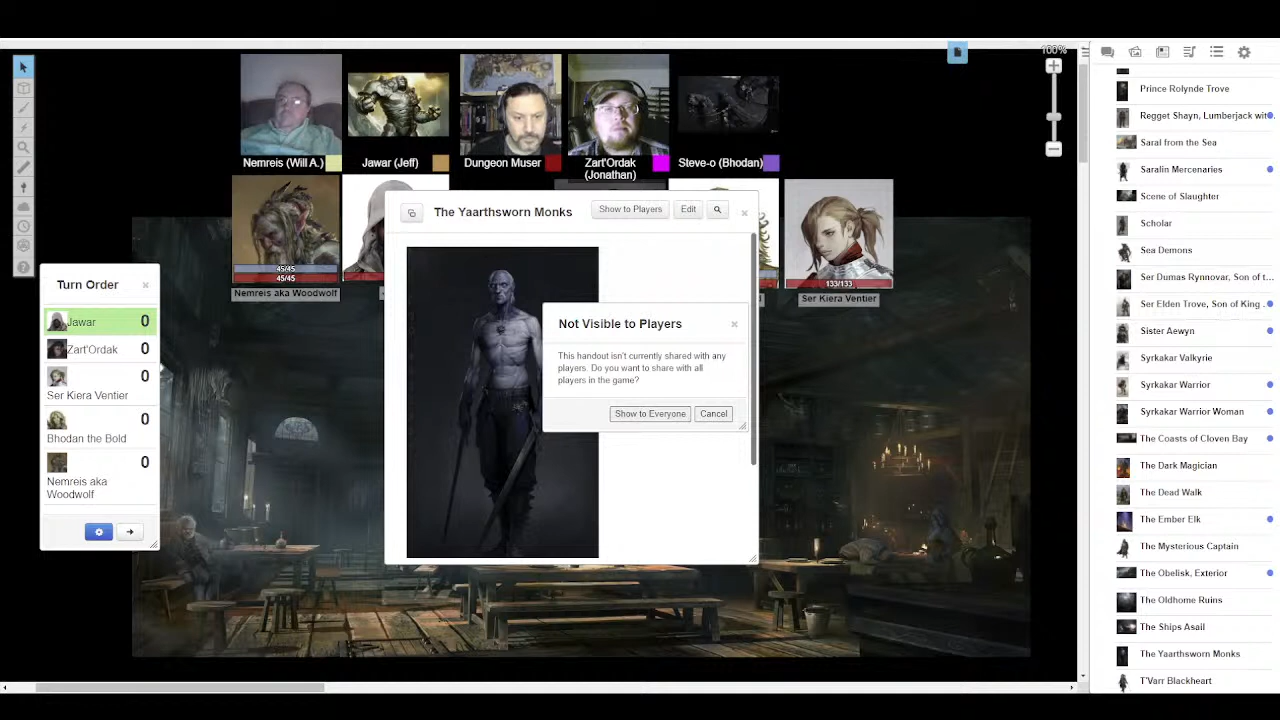 100%
Nemreis (Will A.)
Jawar (Jeff)
Dungeon Muser
Zart'Ordak
(Jonathan)
Steve-o (Bhodan)
45/45
45/45
Nemreis aka Woodwolf
133/133
Ser Kiera Ventier
Turn Order
Jawar 0
Zart'Ordak 0
0
Ser Kiera Ventier
0
Bhodan the Bold
0
Nemreis aka
Woodwolf
The Yaarthsworn Monks
Show to Players
Edit
Not Visible to Players
This handout isn't currently shared with any
players. Do you want to share with all
players in the game?
Show to Everyone
Cancel
Prince Rolynde Trove
Regget Shayn, Lumberjack wit
Saral from the Sea
Saralin Mercenaries
Scene of Slaughter
Scholar
Sea Demons
Ser Dumas Rynnovar, Son of t...
Ser Elden Trove, Son of King ...
Sister Aewyn
Syrkakar Valkyrie
Syrkakar Warrior
Syrkakar Warrior Woman
The Coasts of Cloven Bay
The Dark Magician
The Dead Walk
The Ember Elk
The Mysterious Captain
The Obelisk, Exterior
The Oldhome Ruins
The Ships Asail
The Yaarthsworn Monks
T'Varr Blackheart